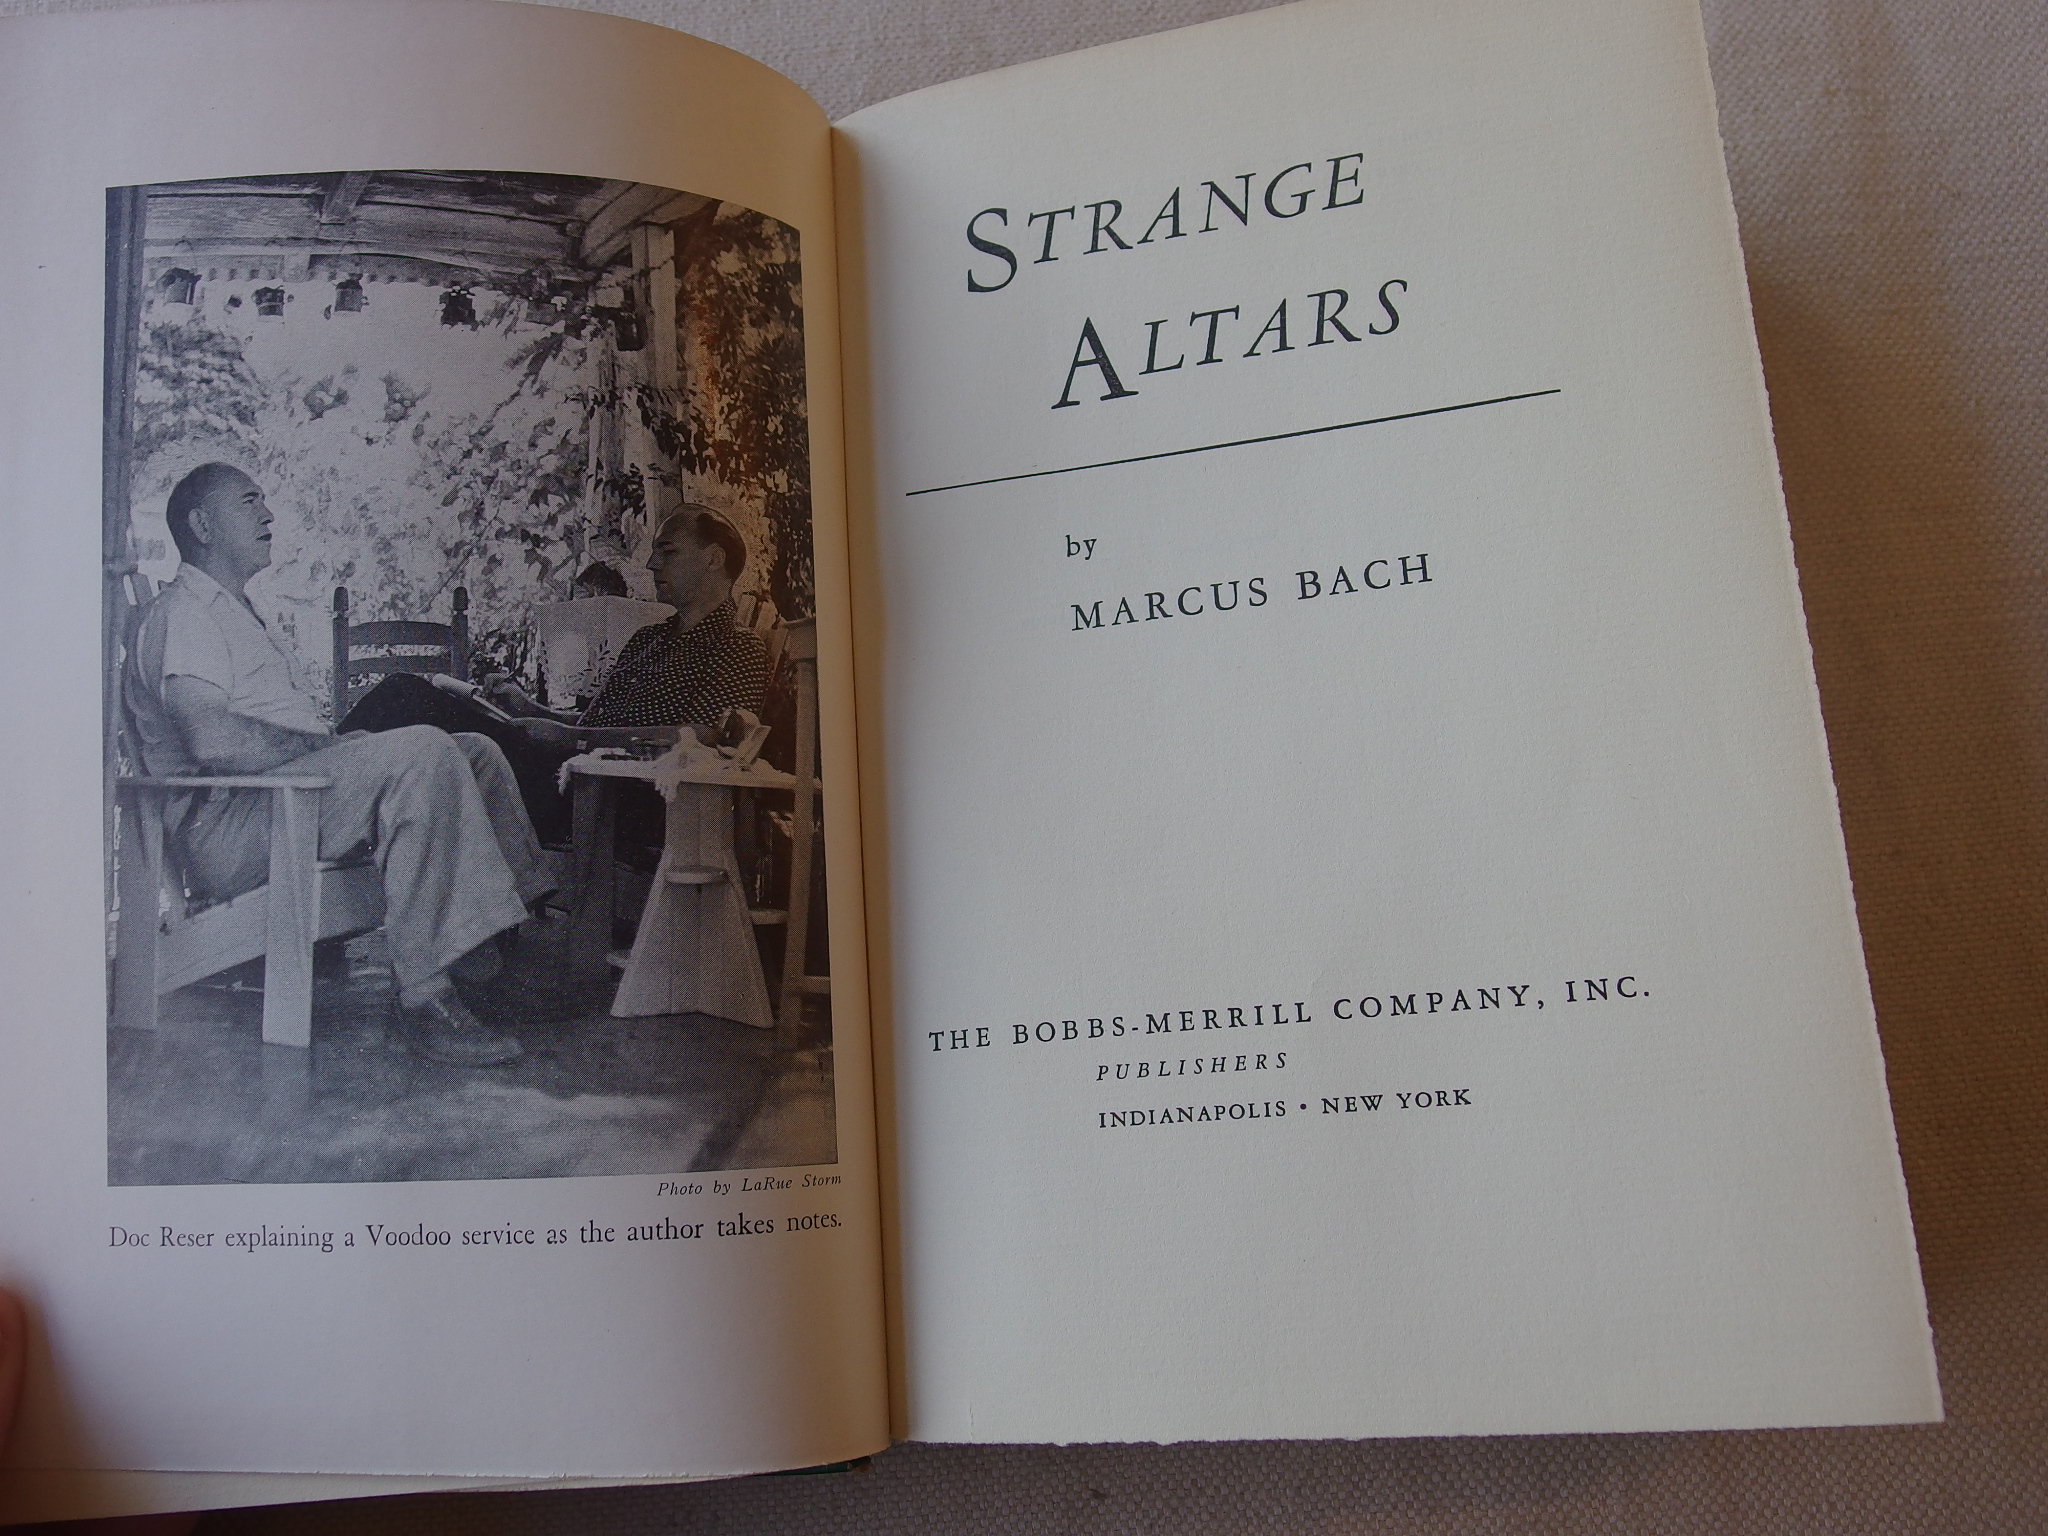 Photo by LaRue Storm
Doc Reser explaining a Voodoo service as the author takes notes.
STRANGE
ALTARS
by
MARCUS BACH
THE BOBBS-MERRILL COMPANY, INC.
PUBLISHERS
INDIANAPOLIS • NEW YORK